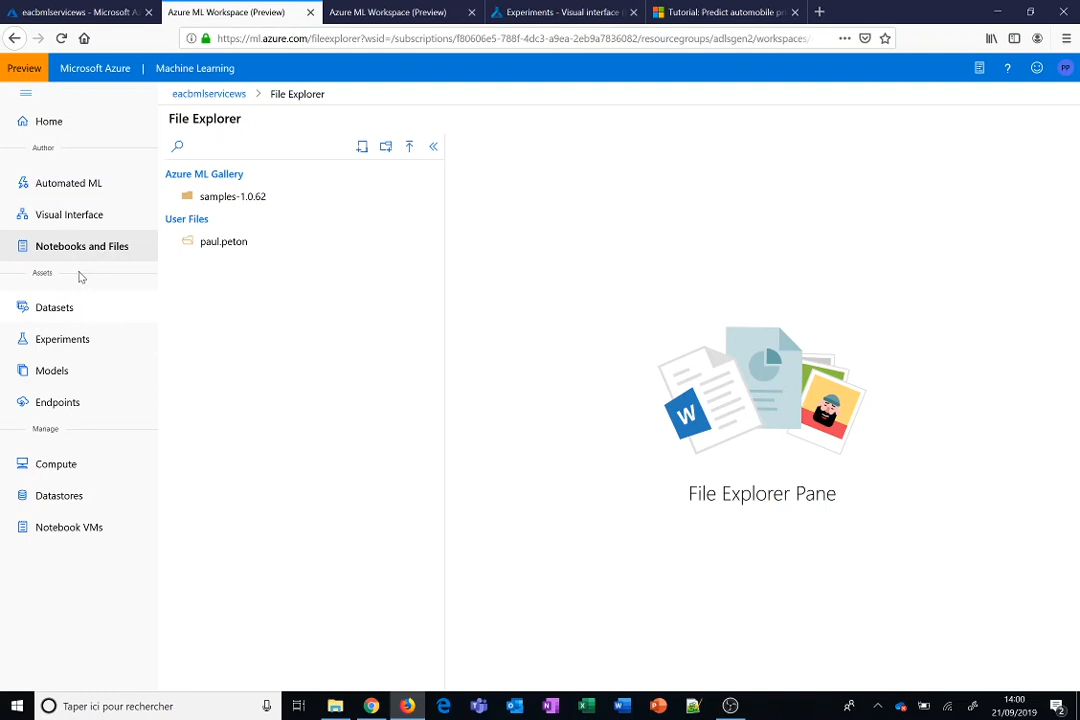 eacbmlservicews - Microsoft A
Azure ML Workspace (Preview)
Azure ML Workspace (Preview)
Experiments - Visual interface (
Tutorial: Predict automobile pri
https://ml.azure.com/fileexplorer?wsid=/subscriptions/f80606e5-788f-4dc3-a9ea-2eb9a7836082/resourcegroups/adlsgen2/workspaces/
Preview
Microsoft Azure | Machine Learning
PP
eacbmlservicews > File Explorer
File Explorer
Home
Author
Automated ML
Visual Interface
Notebooks and Files
Assets
Datasets
Experiments
Models
Endpoints
Manage
Compute
Datastores
Notebook VMs
Azure ML Gallery
samples-1.0.62
User Files
paul.peton
W
File Explorer Pane
Taper ici pour rechercher
14:00
21/09/2019
2